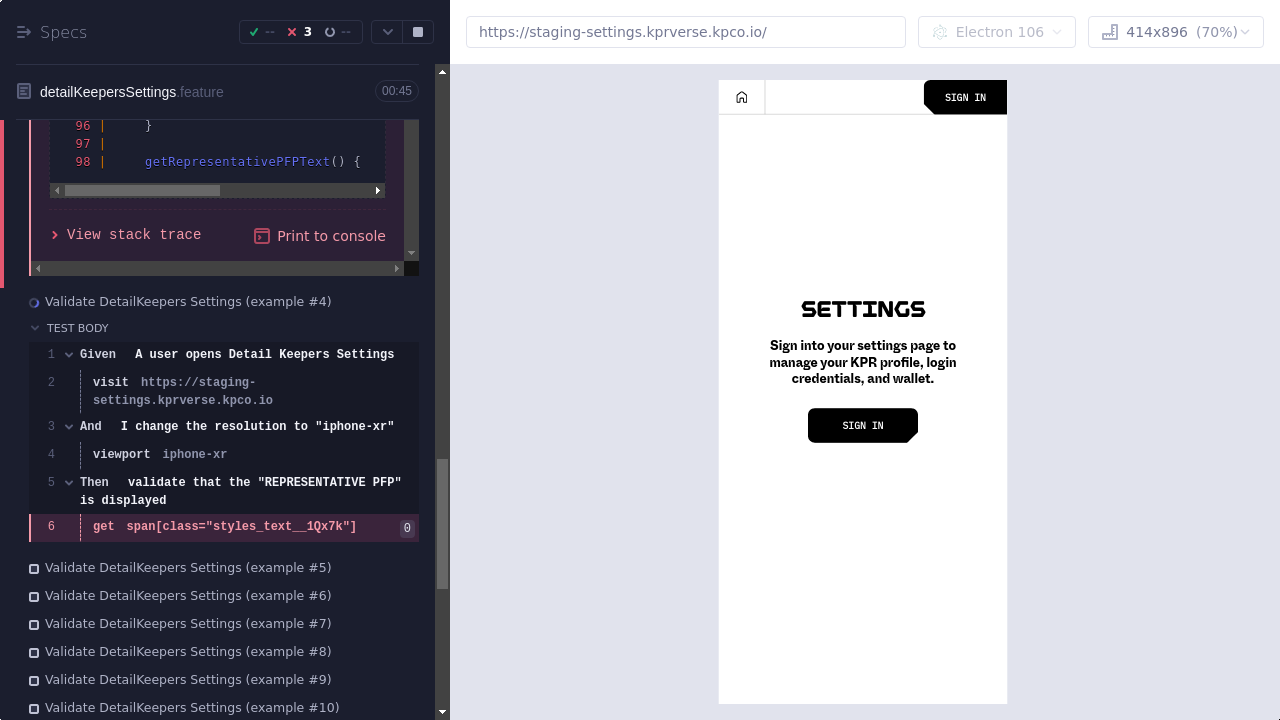 Specs
--
3
--
https://staging-settings.kprverse.kpco.io/
Electron 106
414x896 (70%)
detailKeepersSettings.feature
00:45
96 | }
97 |
98 | getRepresentativePFPText() {
View stack trace
Print to console
Validate DetailKeepers Settings (example #4)
TEST BODY
1 Given A user opens Detail Keepers Settings
2 visit https://staging-
settings.kprverse.kpco.io
3 And I change the resolution to "iphone-xr"
4 viewport iphone-xr
5 Then validate that the "REPRESENTATIVE PFP"
is displayed
6 get span[class="styles_text__1Qx7k"] 0
Validate DetailKeepers Settings (example #5)
Validate DetailKeepers Settings (example #6)
Validate DetailKeepers Settings (example #7)
Validate DetailKeepers Settings (example #8)
Validate DetailKeepers Settings (example #9)
Validate DetailKeepers Settings (example #10)
SIGN IN
SETTINGS
Sign into your settings page to
manage your KPR profile, login
credentials, and wallet.
SIGN IN